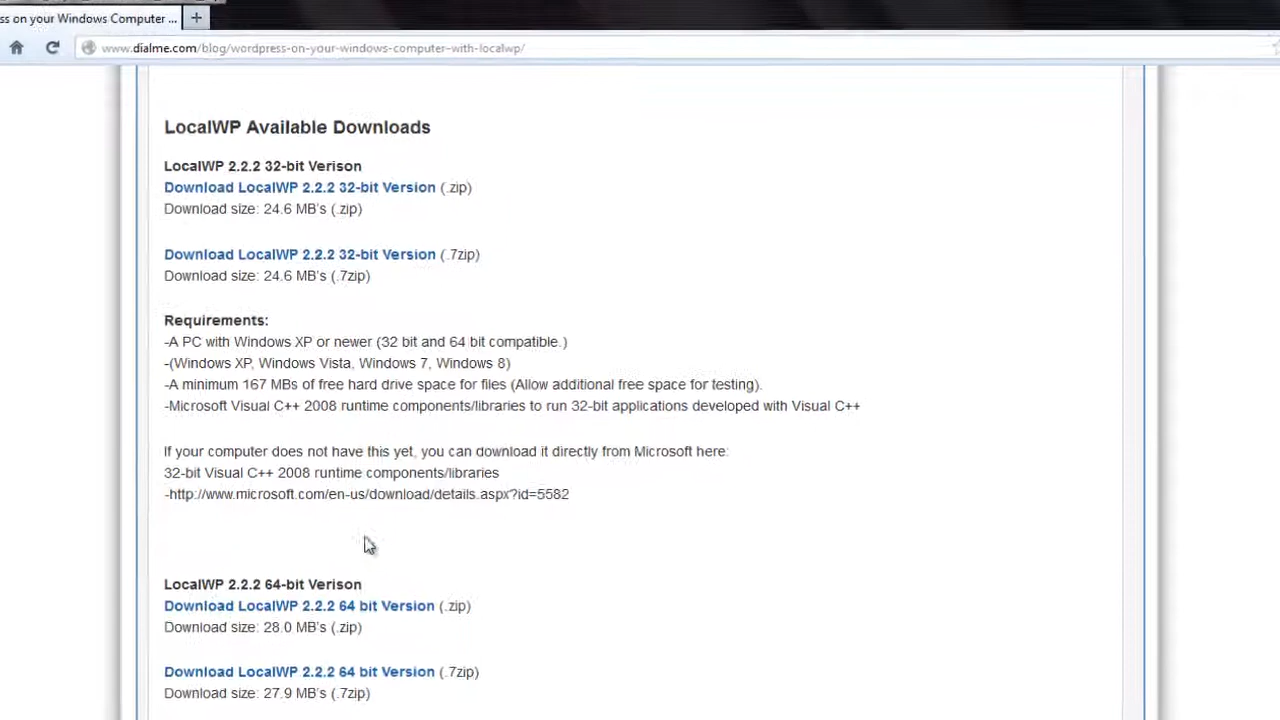 ss on your Windows Computer ...
www.dialme.com/blog/wordpress-on-your-windows-computer-with-localwp/
LocalWP Available Downloads
LocalWP 2.2.2 32-bit Verison
Download LocalWP 2.2.2 32-bit Version (.zip)
Download size: 24.6 MB's (.zip)
Download LocalWP 2.2.2 32-bit Version (.7zip)
Download size: 24.6 MB's (.7zip)
Requirements:
-A PC with Windows XP or newer (32 bit and 64 bit compatible.)
-(Windows XP, Windows Vista, Windows 7, Windows 8)
-A minimum 167 MBs of free hard drive space for files (Allow additional free space for testing).
-Microsoft Visual C++ 2008 runtime components/libraries to run 32-bit applications developed with Visual C++
If your computer does not have this yet, you can download it directly from Microsoft here:
32-bit Visual C++ 2008 runtime components/libraries
-http://www.microsoft.com/en-us/download/details.aspx?id=5582
LocalWP 2.2.2 64-bit Verison
Download LocalWP 2.2.2 64 bit Version (.zip)
Download size: 28.0 MB's (.zip)
Download LocalWP 2.2.2 64 bit Version (.7zip)
Download size: 27.9 MB's (.7zip)